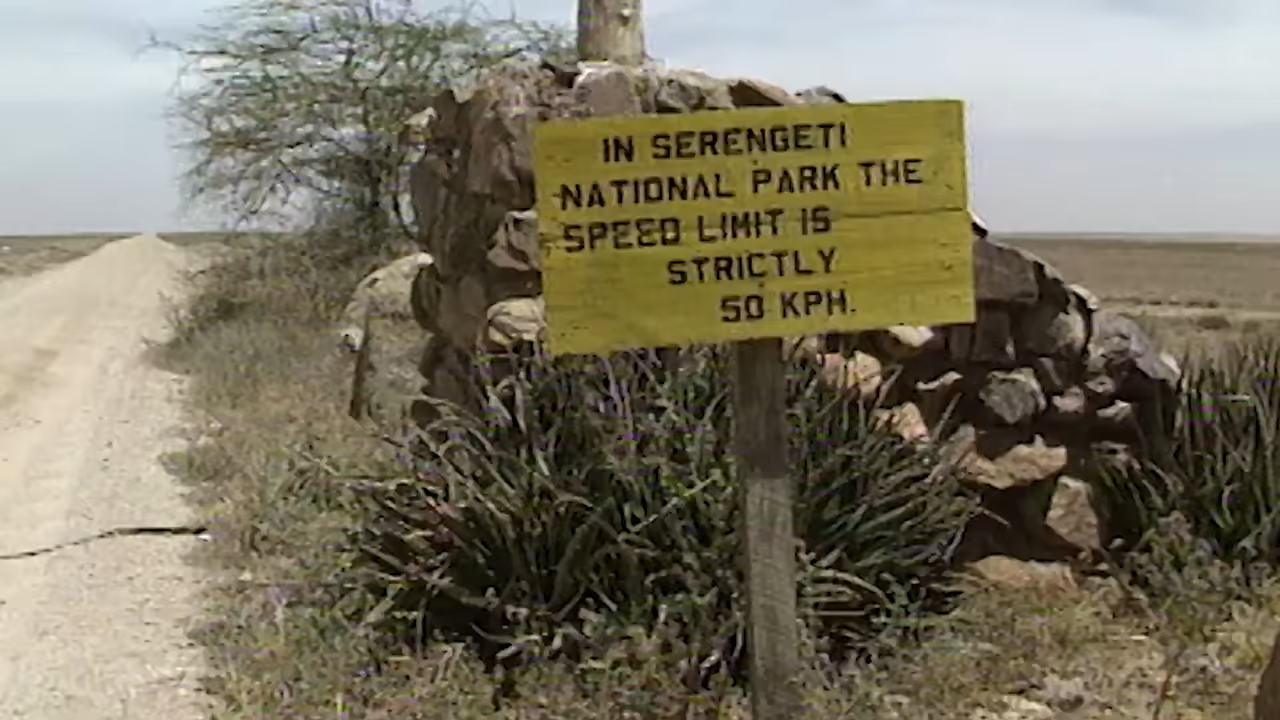 IN SERENGETI
NATIONAL PARK THE
SPEED LIMIT IS
STRICTLY
50 KPH.